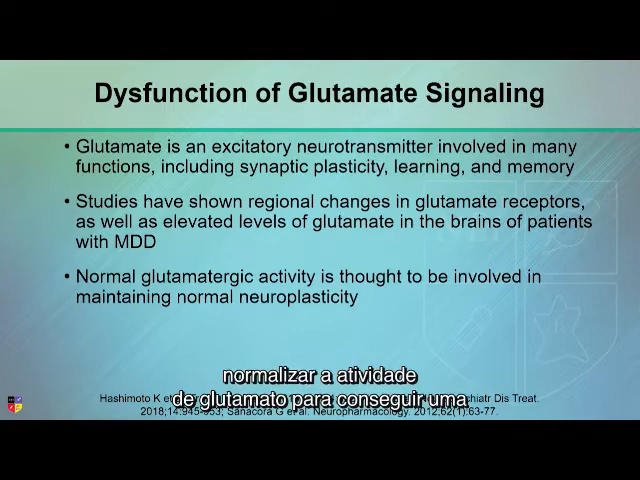 Dysfunction of Glutamate Signaling
• Glutamate is an excitatory neurotransmitter involved in many
functions, including synaptic plasticity, learning, and memory
• Studies have shown regional changes in glutamate receptors,
as well as elevated levels of glutamate in the brains of patients
with MDD
• Normal glutamatergic activity is thought to be involved in
maintaining normal neuroplasticity
normalizar a atividade
de glutamato para conseguir uma
Hashimoto K et Dis Treat.
2018;14:945-953; Sanacora G et al. Neuropharmacology. 2012;62(1):63-77.